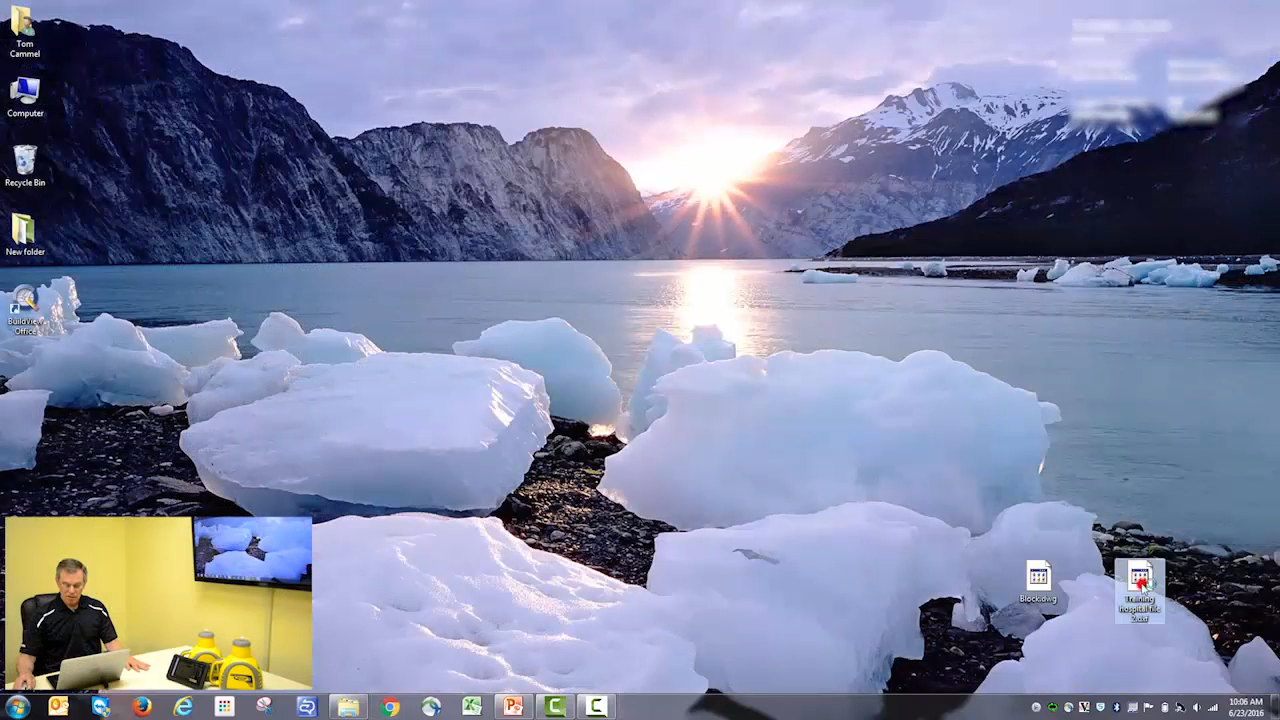 Tom
Cammel
Computer
Recycle Bin
New folder
Office
Block.dwg
Training
hospital file
10:06 AM
6/23/2016